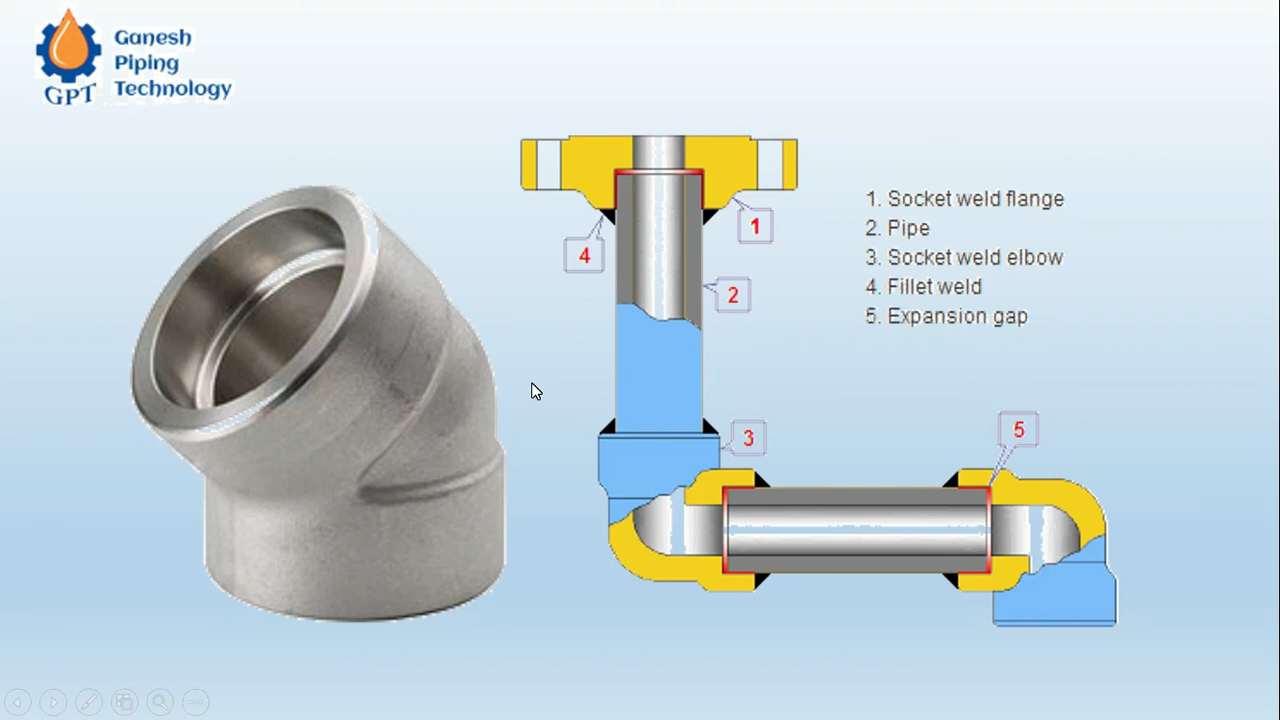 Ganesh
Piping
Technology
GPT
1. Socket weld flange
2. Pipe
3. Socket weld elbow
4. Fillet weld
5. Expansion gap
1
4
2
3
5